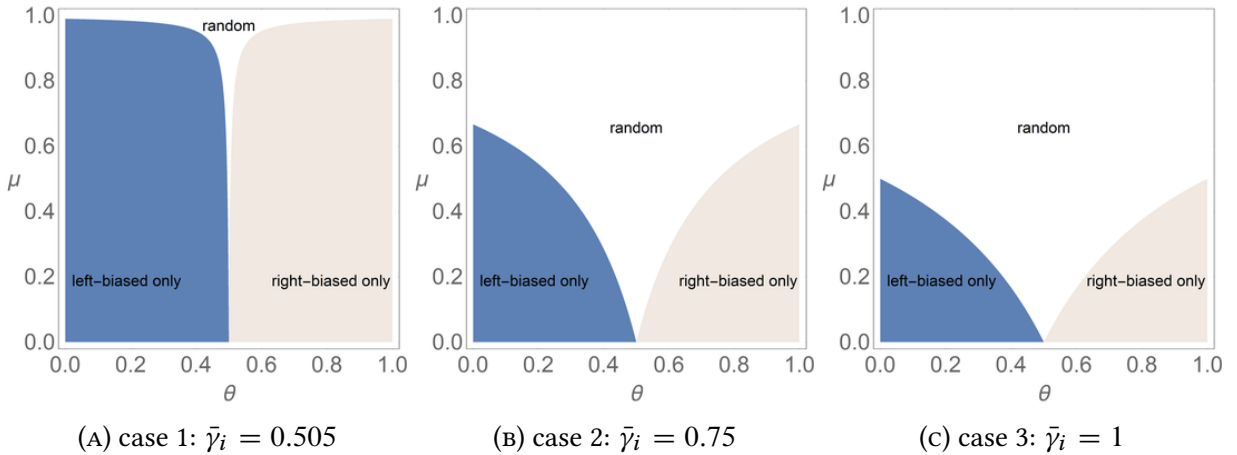 1.0
0.8
0.6
μ
0.4
0.2
0.0
random
left–biased only
right–biased only
0.0 0.2 0.4 0.6 0.8 1.0
θ
(A) case 1: γ̄ᵢ = 0.505
1.0
0.8
0.6
μ
0.4
0.2
0.0
random
left–biased only
right–biased only
0.0 0.2 0.4 0.6 0.8 1.0
θ
(B) case 2: γ̄ᵢ = 0.75
1.0
0.8
0.6
μ
0.4
0.2
0.0
random
left–biased only
right–biased only
0.0 0.2 0.4 0.6 0.8 1.0
θ
(C) case 3: γ̄ᵢ = 1